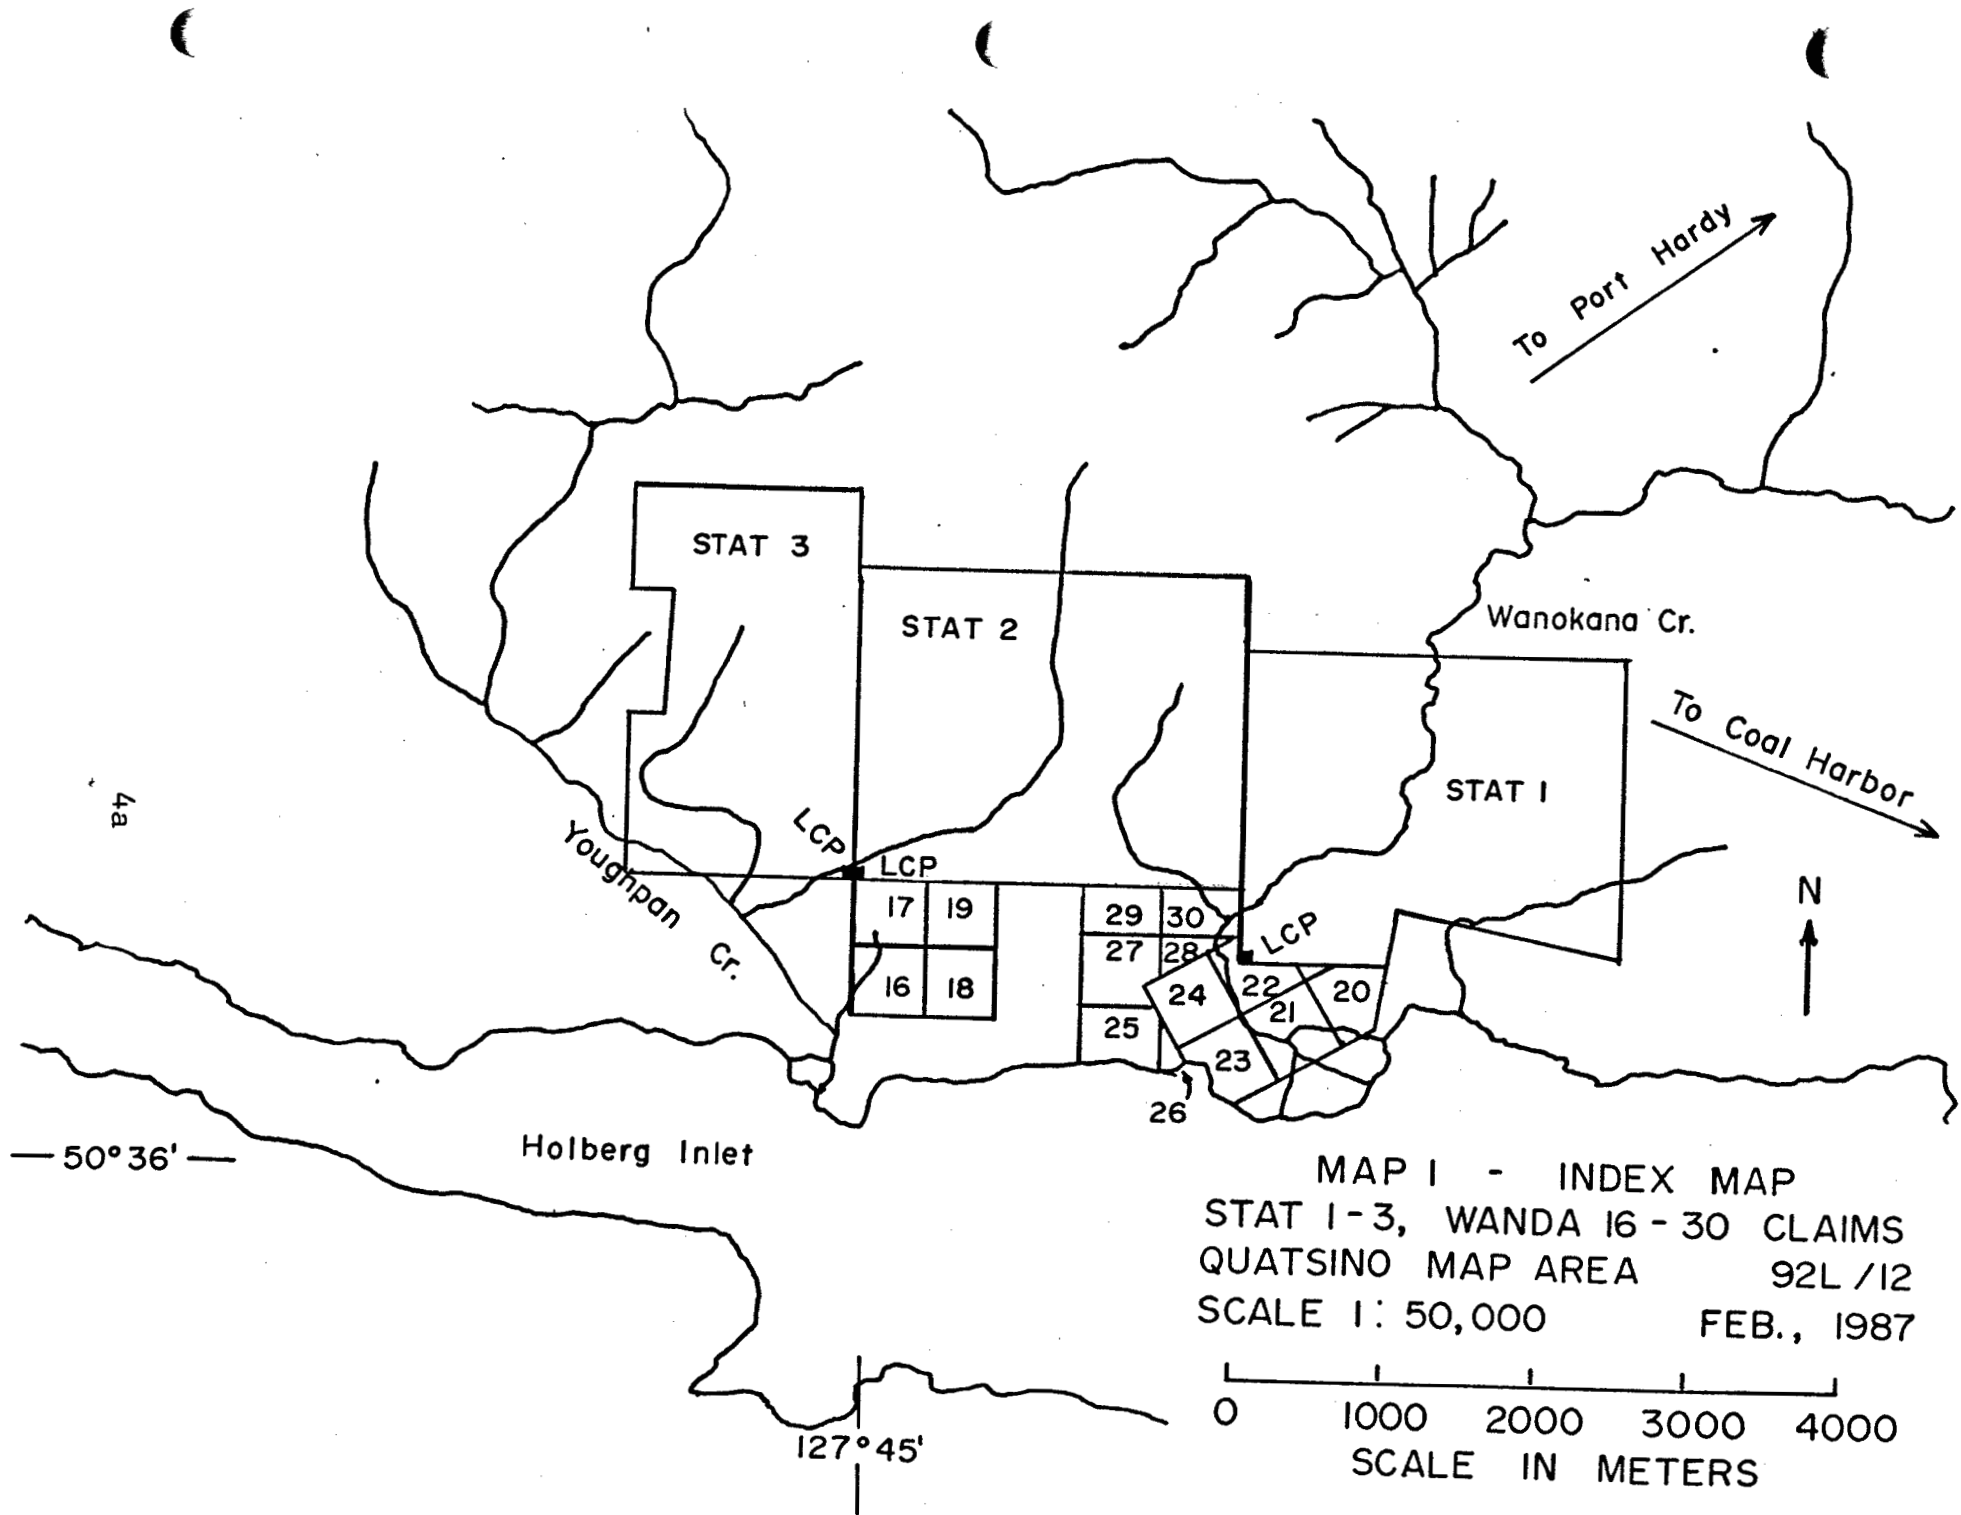 To Port Hardy
STAT 3
STAT 2
Wanokana Cr.
To Coal Harbor
STAT 1
4a
Youghpan Cr.
LCP
LCP
N
17 19
29 30
LCP
27 28
16 18
24 22 20
21
25
23
26
Holberg Inlet
50°36'
MAP 1 - INDEX MAP
STAT 1-3, WANDA 16-30 CLAIMS
QUATSINO MAP AREA 92L/12
SCALE 1:50,000 FEB., 1987
0 1000 2000 3000 4000
SCALE IN METERS
127°45'